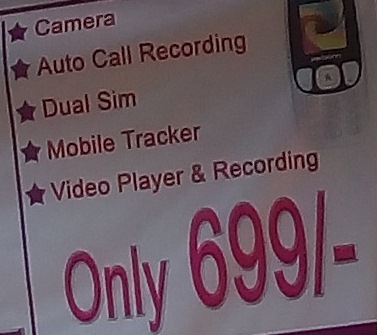 Camera
Auto Call Recording
Dual Sim
Mobile Tracker
Video Player & Recording
Only 699/-